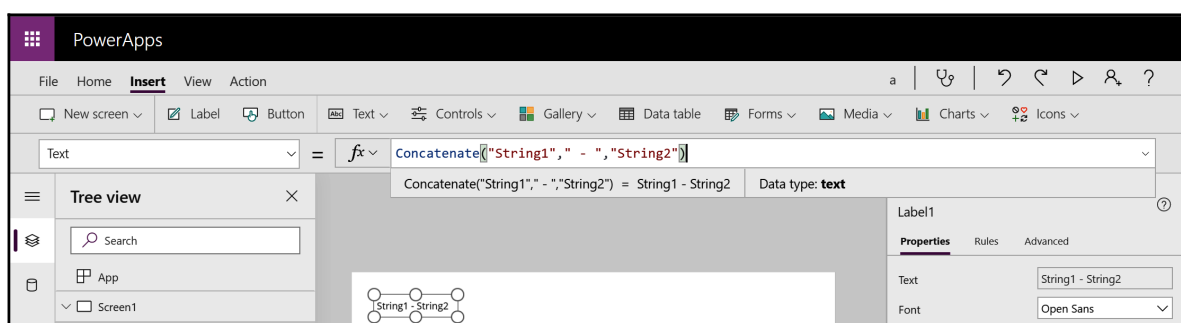 PowerApps
File Home Insert View Action a
New screen Label Button Abc Text Controls Gallery Data table Forms Media Charts Icons
Text = fx Concatenate("String1"," - ","String2")
Concatenate("String1"," - ","String2") = String1 - String2 Data type: text
Tree view
Search
App
Screen1
String1 - String2
Label1
Properties Rules Advanced
Text String1 - String2
Font Open Sans